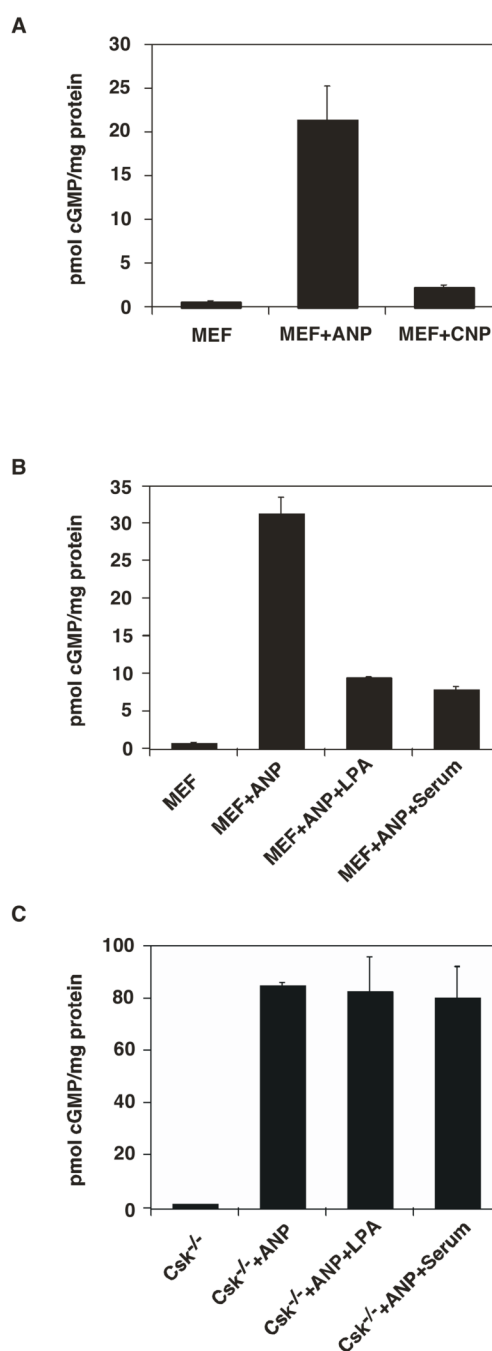 A
pmol cGMP/mg protein
30
25
20
15
10
5
0
MEF MEF+ANP MEF+CNP
B
pmol cGMP/mg protein
35
30
25
20
15
10
5
0
MEF MEF+ANP MEF+ANP+LPA MEF+ANP+Serum
C
pmol cGMP/mg protein
100
80
60
40
20
0
Csk-/- Csk-/-+ANP Csk-/-+ANP+LPA Csk-/-+ANP+Serum